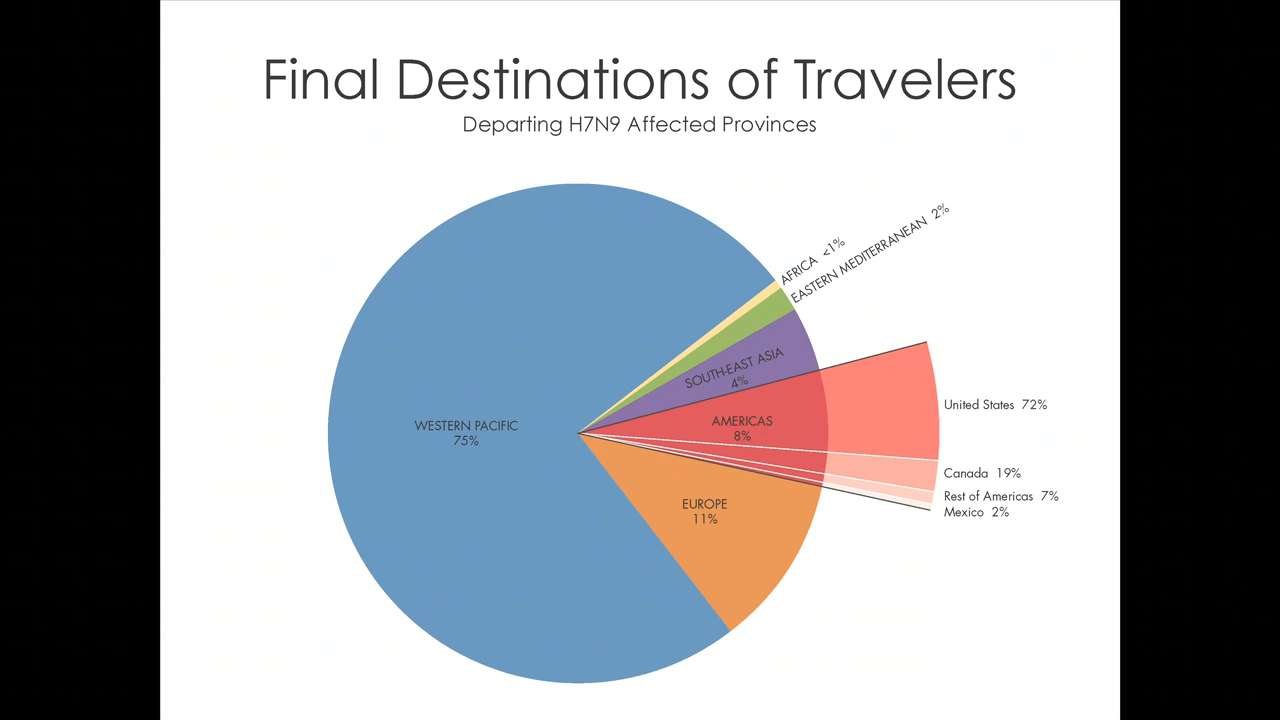 Final Destinations of Travelers
Departing H7N9 Affected Provinces
AFRICA <1%
EASTERN MEDITERRANEAN 2%
SOUTH-EAST ASIA
4%
AMERICAS
8%
United States 72%
Canada 19%
Rest of Americas 7%
Mexico 2%
WESTERN PACIFIC
75%
EUROPE
11%